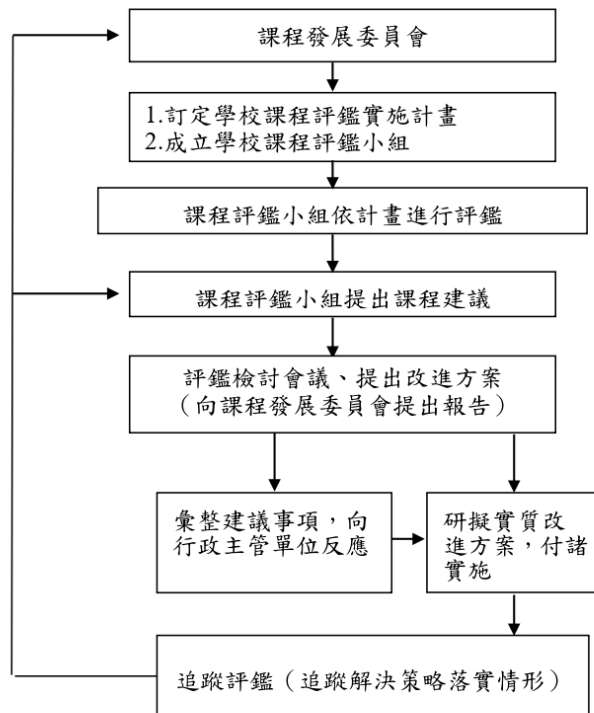 課程發展委員會
1.訂定學校課程評鑑實施計畫
2.成立學校課程評鑑小組
課程評鑑小組依計畫進行評鑑
課程評鑑小組提出課程建議
評鑑檢討會議、提出改進方案
（向課程發展委員會提出報告）
彙整建議事項，向
行政主管單位反應
研擬實質改
進方案，付諸
實施
追蹤評鑑（追蹤解決策略落實情形）